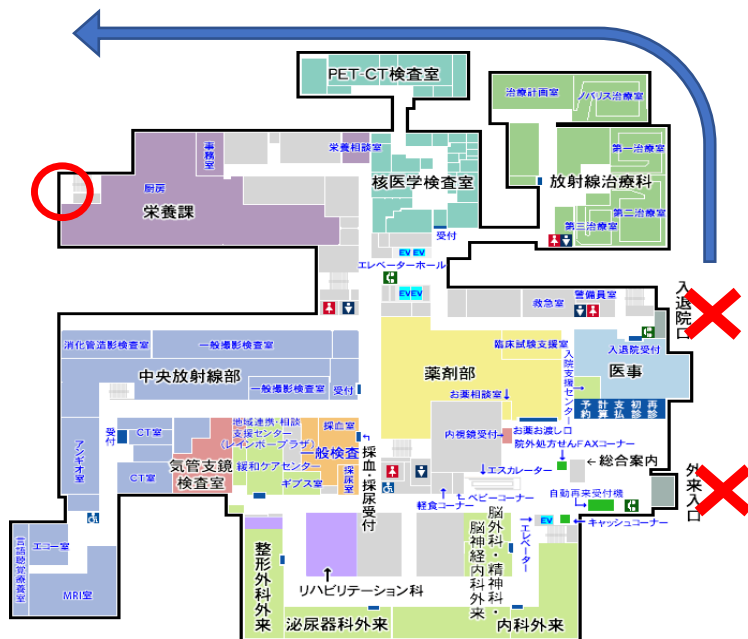 PET-CT検査室
治療計画室
ノバリス治療室
事務室
栄養相談室
核医学検査室
第一治療室
放射線治療科
厨房
栄養課
第二治療室
第三治療室
受付
EV EV
エレベーターホール
EV EV
救急室
警備員室
入退院口
消化管造影検査室
一般撮影検査室
臨床試験支援室
入退院受付
中央放射線部
薬剤部
入院支援センター
医事
一般撮影検査室
受付
お薬相談室
予約
計算
支払
初診
再診
受付
CT室
地域連携・相談
支援センター
(レインボープラザ)
採血室
一般検査
内視鏡受付
お薬お渡し口
院外処方せんFAXコーナー
アンギオ室
気管支鏡
検査室
緩和ケアセンター
総合案内
CT室
ギプス室
採尿室
採血・採尿受付
エスカレーター
外来入口
軽食コーナー
ベビーコーナー
自動再来受付機
EV
キャッシュコーナー
エレベーター
言語聴覚療養室
エコー室
MRI室
整形外科外来
リハビリテーション科
脳外科・精神科・
脳神経内科外来
泌尿器科外来
内科外来